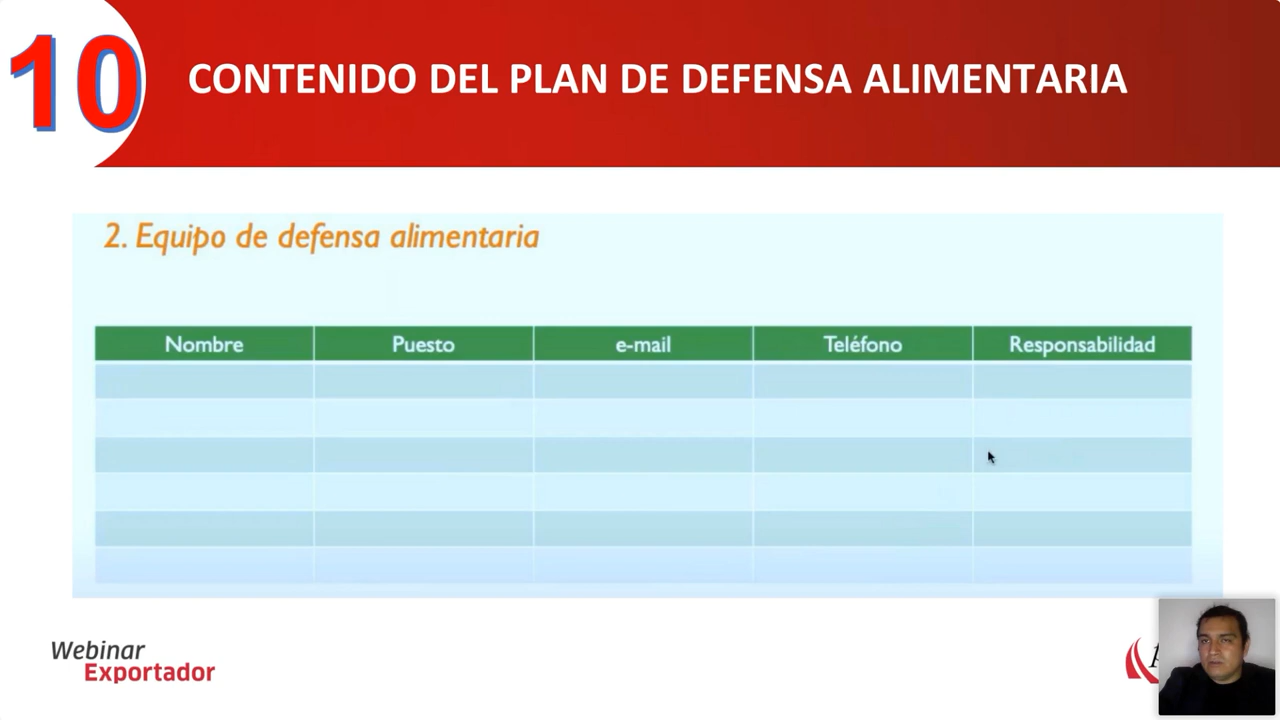 10
CONTENIDO DEL PLAN DE DEFENSA ALIMENTARIA
2. Equipo de defensa alimentaria
Nombre Puesto e-mail Teléfono Responsabilidad
Webinar
Exportador